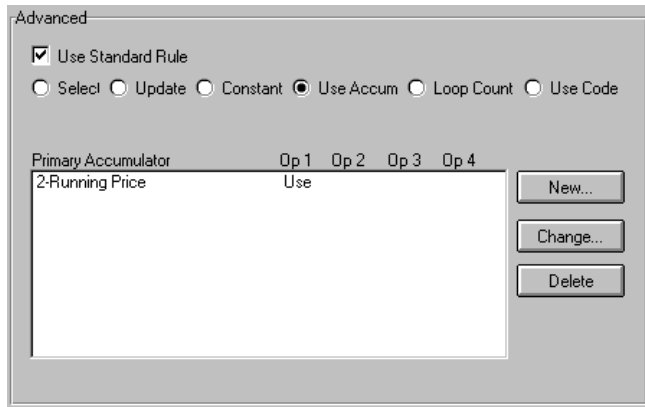 Advanced
Use Standard Rule
Select Update Constant Use Accum Loop Count Use Code
Primary Accumulator Op 1 Op 2 Op 3 Op 4
2-Running Price Use
New...
Change...
Delete